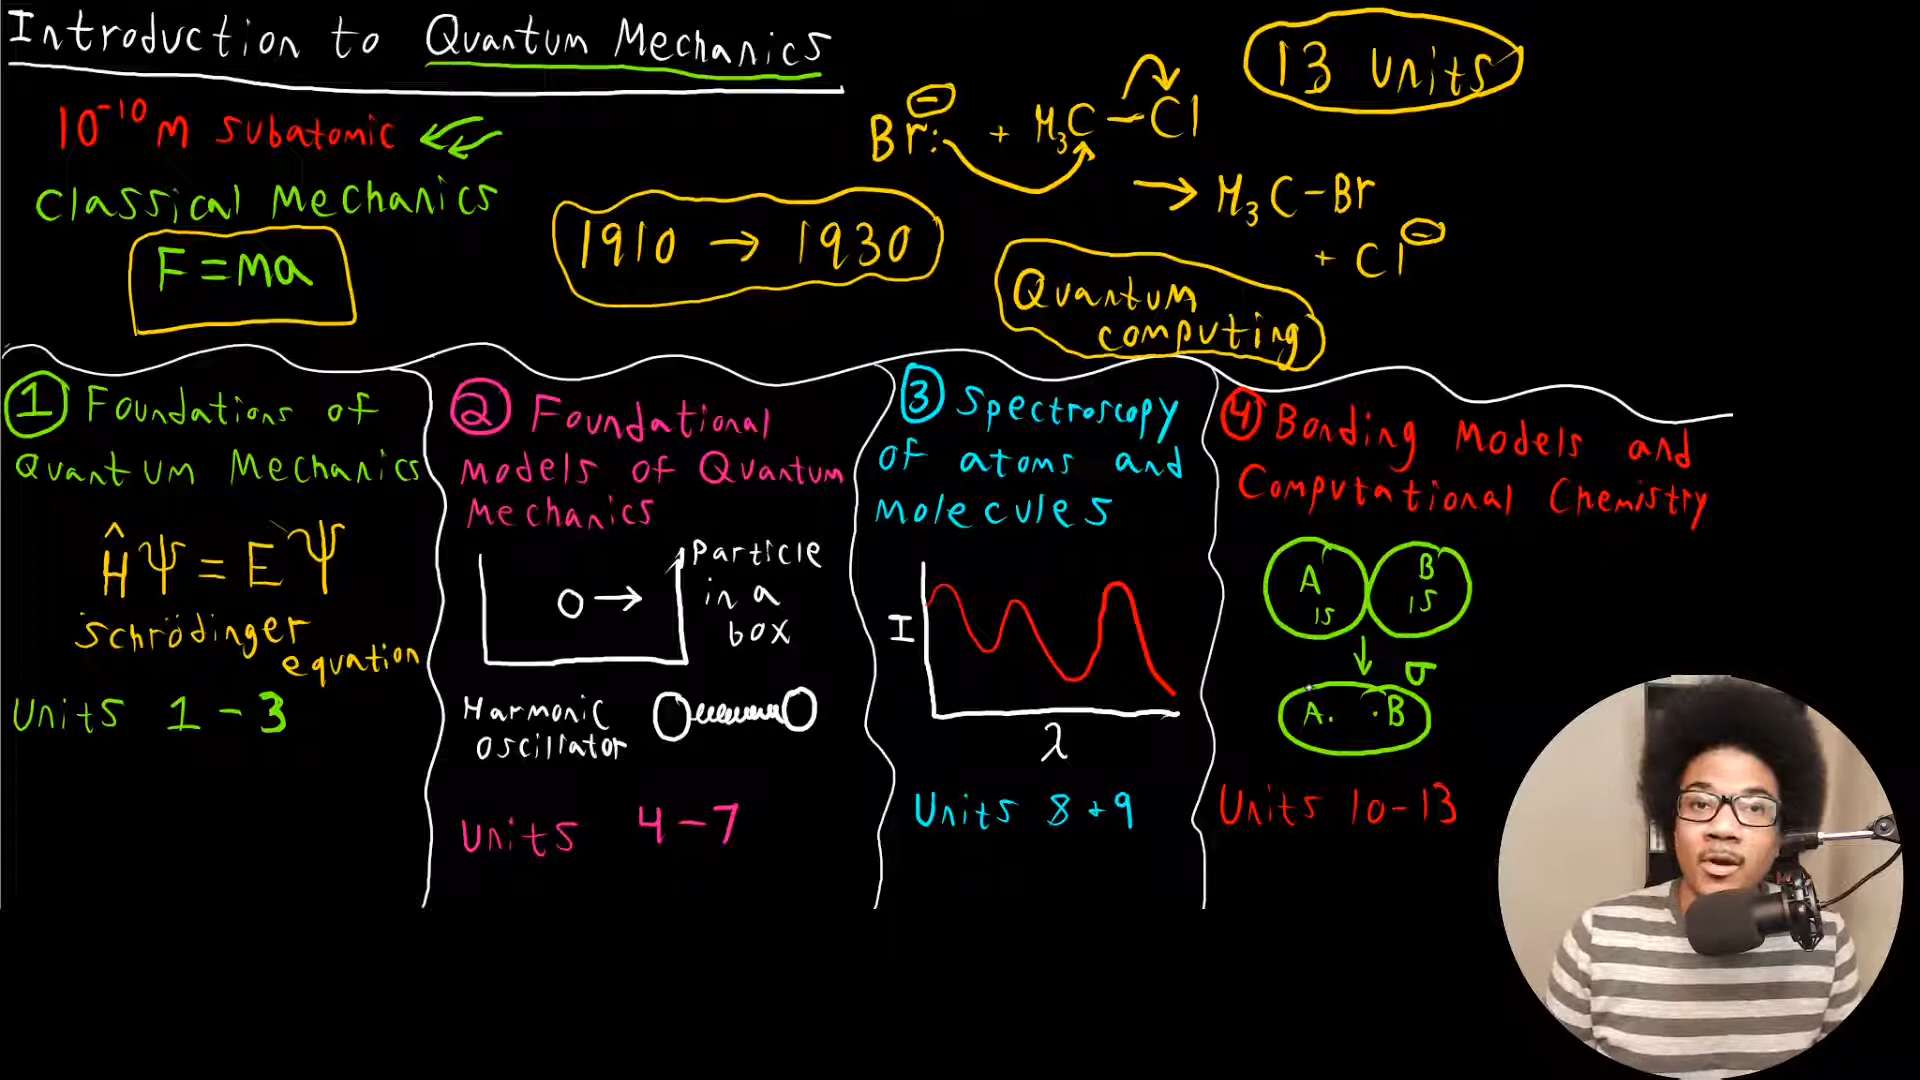 Introduction to Quantum Mechanics
10⁻¹⁰ m subatomic
Classical Mechanics
F = ma
1910 → 1930
Br:⊖ + H₃C–Cl
→ H₃C–Br
+ Cl⊖
13 Units
Quantum
computing
① Foundations of
Quantum Mechanics
ĤΨ = EΨ
Schrödinger
equation
Units 1 - 3
② Foundational
Models of Quantum
Mechanics
Particle
in a
box
Harmonic
oscillator
Units 4 - 7
③ Spectroscopy
of atoms and
Molecules
I
λ
Units 8 + 9
④ Bonding Models and
Computational Chemistry
A
1s
B
1s
σ
A. .B
Units 10 - 13